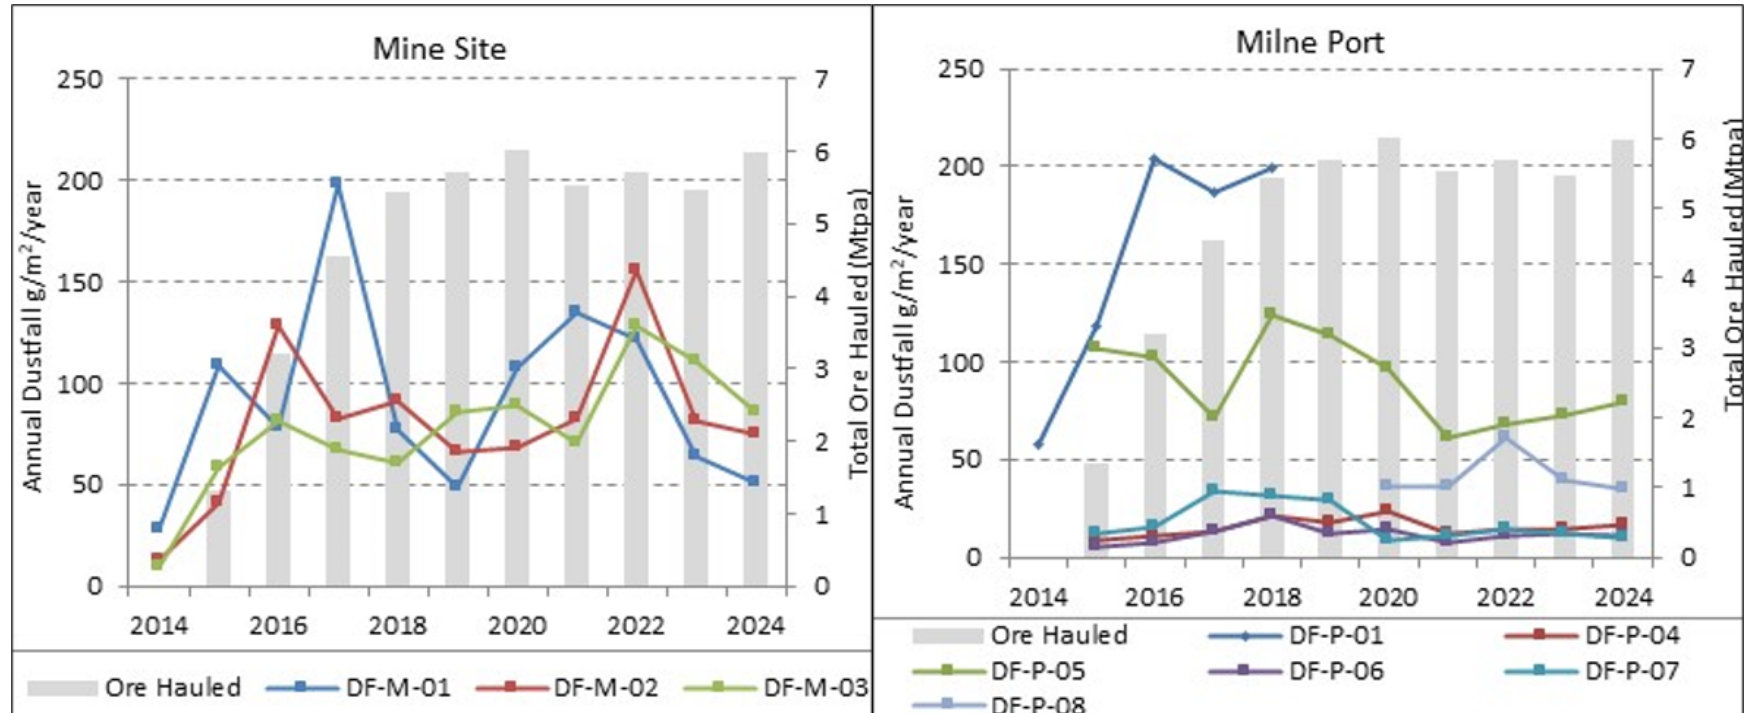 Mine Site
250
200
150
100
50
0
Annual Dustfall g/m²/year
7
6
5
4
3
2
1
0
Total Ore Hauled (Mtpa)
2014 2016 2018 2020 2022 2024
Ore Hauled DF-M-01 DF-M-02 DF-M-03
Milne Port
250
200
150
100
50
0
Annual Dustfall g/m²/year
7
6
5
4
3
2
1
0
Total Ore Hauled (Mtpa)
2014 2016 2018 2020 2022 2024
Ore Hauled DF-P-01 DF-P-04
DF-P-05 DF-P-06 DF-P-07
DF-P-08